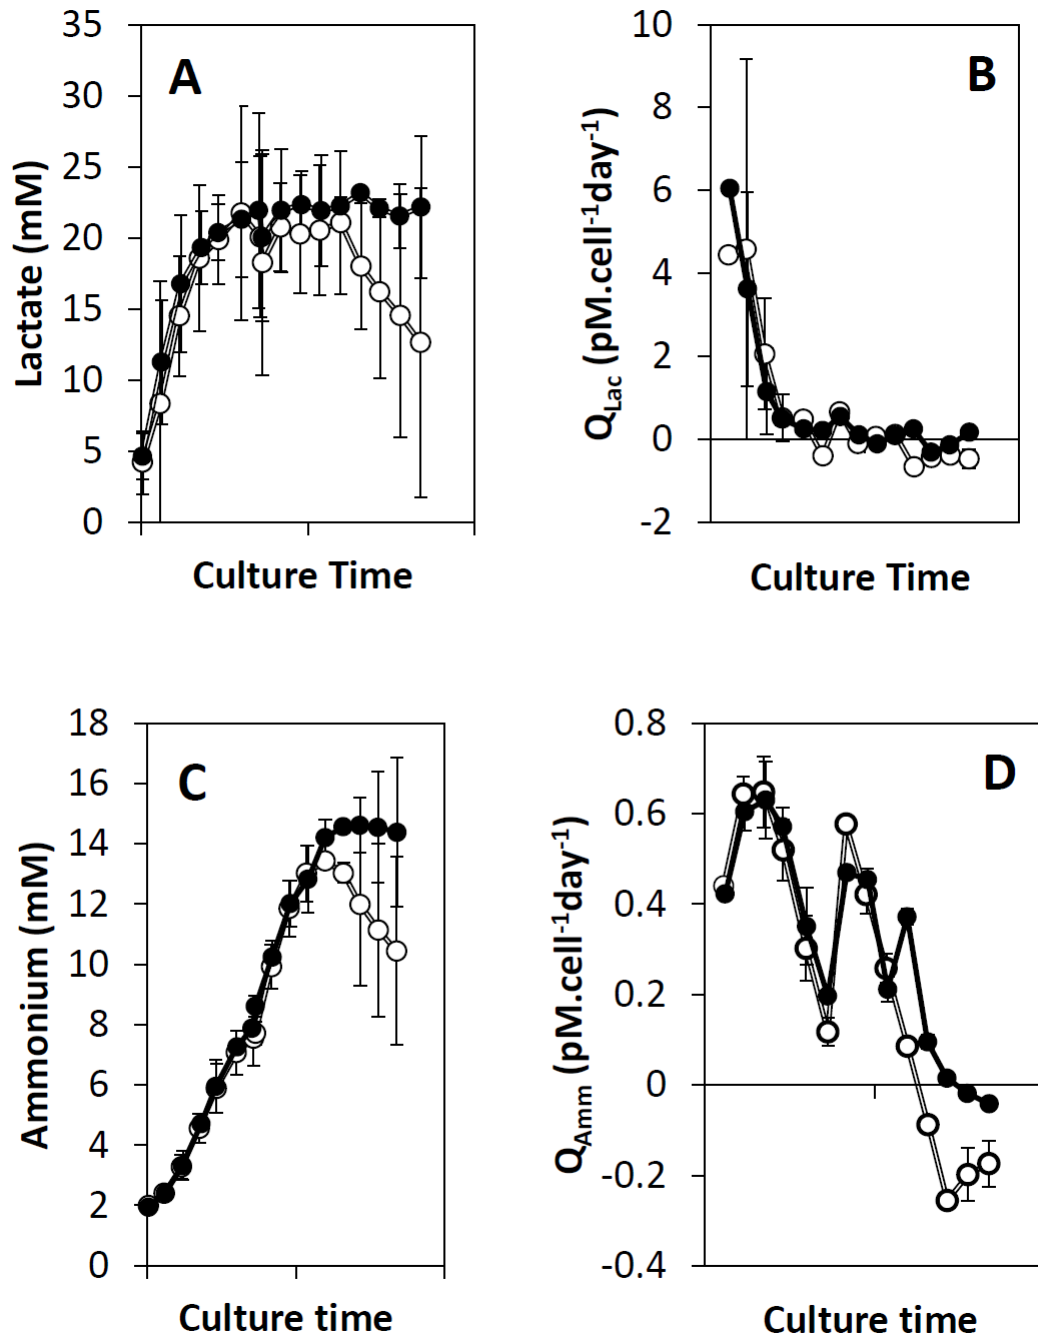 A
35
30
25
20
15
10
5
0
Lactate (mM)
Culture Time
B
10
8
6
4
2
0
-2
Q_Lac (pM.cell⁻¹day⁻¹)
Culture Time
C
18
16
14
12
10
8
6
4
2
0
Ammonium (mM)
Culture time
D
0.8
0.6
0.4
0.2
0
-0.2
-0.4
Q_Amm (pM.cell⁻¹day⁻¹)
Culture time